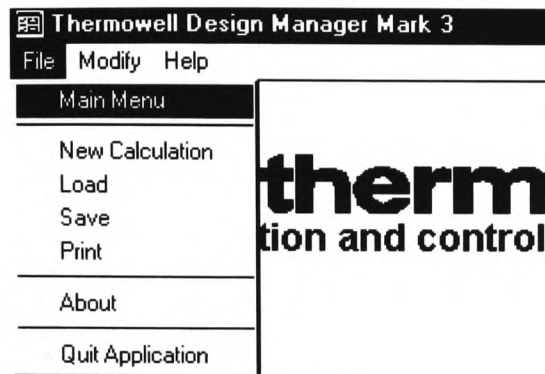 Thermowell Design Manager Mark 3
File Modify Help
Main Menu
New Calculation
Load
Save
Print
About
Quit Application
therm
tion and control